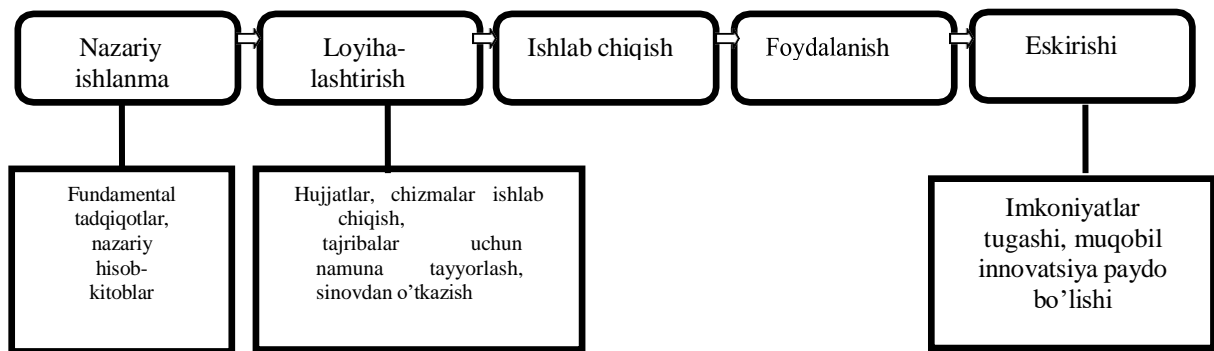 Nazariy
ishlanma
Loyiha-
lashtirish
Ishlab chiqish
Foydalanish
Eskirishi
Fundamental
tadqiqotlar,
nazariy
hisob-
kitoblar
Hujjatlar, chizmalar ishlab
chiqish,
tajribalar uchun
namuna tayyorlash,
sinovdan o’tkazish
Imkoniyatlar
tugashi, muqobil
innovatsiya paydo
bo’lishi